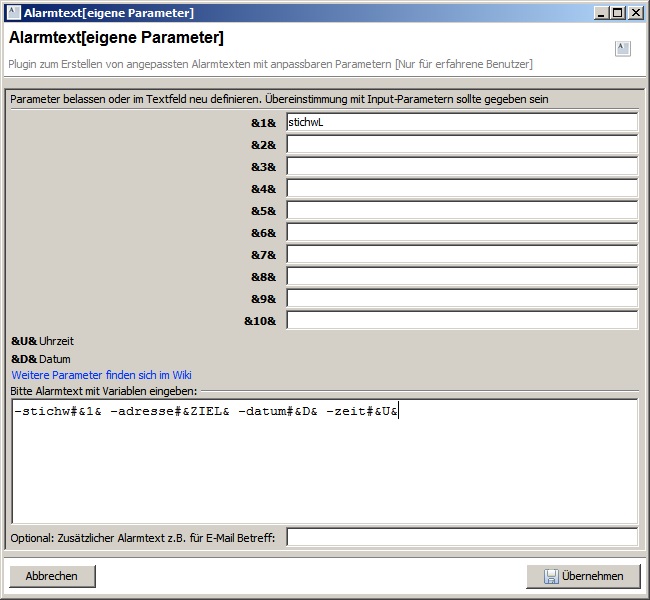 Alarmtext[eigene Parameter]
Alarmtext[eigene Parameter]
Plugin zum Erstellen von angepassten Alarmtexten mit anpassbaren Parametern [Nur für erfahrene Benutzer]
Parameter belassen oder im Textfeld neu definieren. Übereinstimmung mit Input-Parametern sollte gegeben sein
&1& stichwL
&2&
&3&
&4&
&5&
&6&
&7&
&8&
&9&
&10&
&U& Uhrzeit
&D& Datum
Weitere Parameter finden sich im Wiki
Bitte Alarmtext mit Variablen eingeben:
-stichw#&1& -adresse#&ZIEL& -datum#&D& -zeit#&U&
Optional: Zusätzlicher Alarmtext z.B. für E-Mail Betreff:
Abbrechen Übernehmen